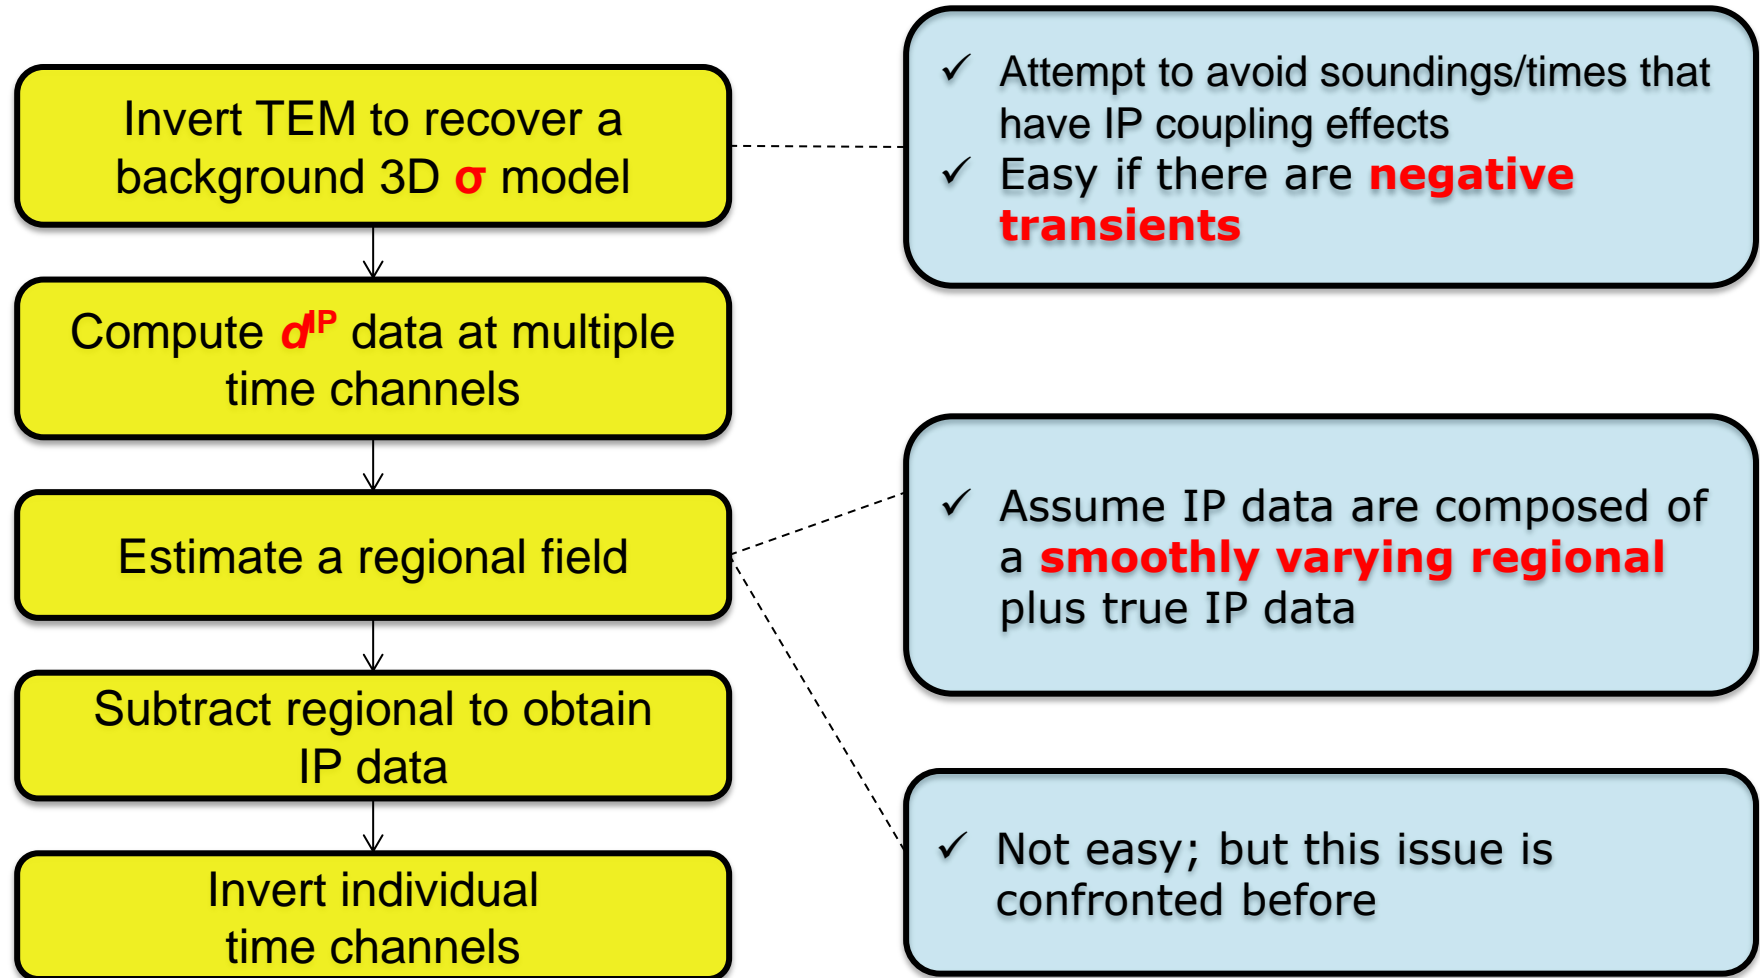 Invert TEM to recover a
background 3D σ model
Compute dIP data at multiple
time channels
Estimate a regional field
Subtract regional to obtain
IP data
Invert individual
time channels
✓ Attempt to avoid soundings/times that
have IP coupling effects
✓ Easy if there are negative
transients
✓ Assume IP data are composed of
a smoothly varying regional
plus true IP data
✓ Not easy; but this issue is
confronted before